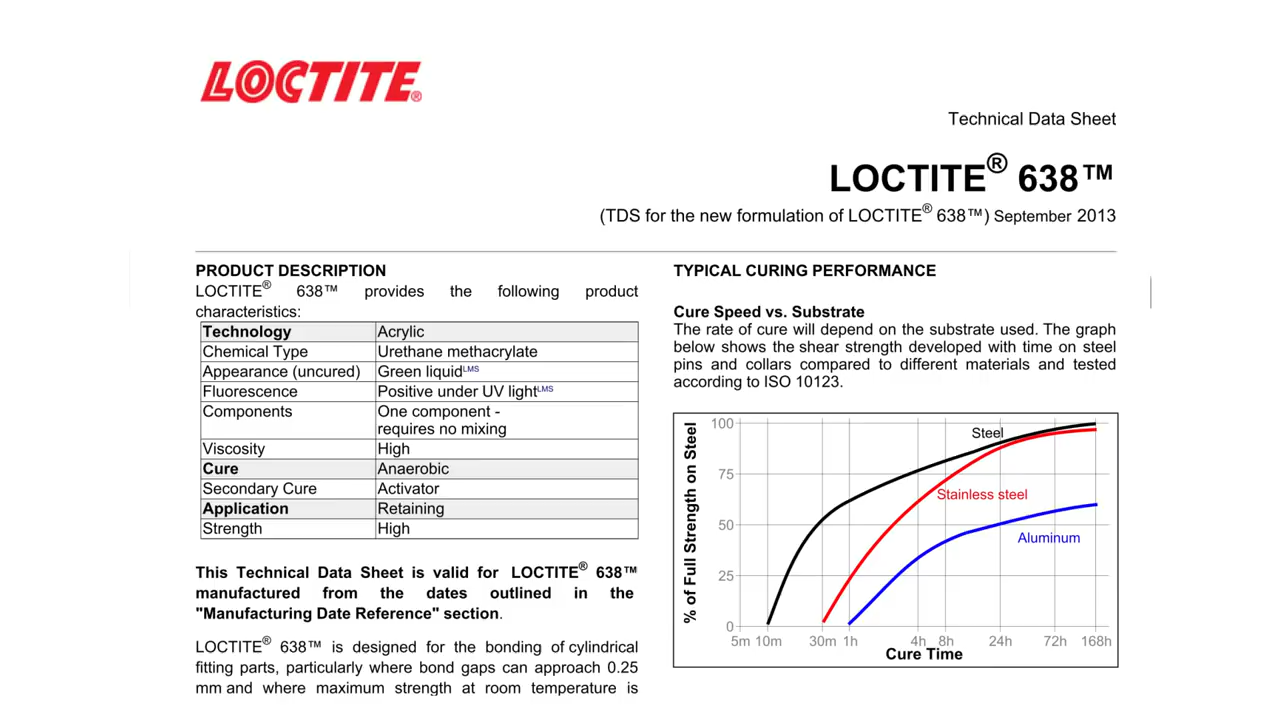 LOCTITE®
Technical Data Sheet
LOCTITE® 638™
(TDS for the new formulation of LOCTITE® 638™) September 2013
PRODUCT DESCRIPTION
LOCTITE® 638™ provides the following product
characteristics:
Technology Acrylic
Chemical Type Urethane methacrylate
Appearance (uncured) Green liquidLMS
Fluorescence Positive under UV lightLMS
Components One component -
requires no mixing
Viscosity High
Cure Anaerobic
Secondary Cure Activator
Application Retaining
Strength High
This Technical Data Sheet is valid for LOCTITE® 638™
manufactured from the dates outlined in the
"Manufacturing Date Reference" section.
LOCTITE® 638™ is designed for the bonding of cylindrical
fitting parts, particularly where bond gaps can approach 0.25
mm and where maximum strength at room temperature is
TYPICAL CURING PERFORMANCE
Cure Speed vs. Substrate
The rate of cure will depend on the substrate used. The graph
below shows the shear strength developed with time on steel
pins and collars compared to different materials and tested
according to ISO 10123.
% of Full Strength on Steel
100
75
50
25
0
Steel
Stainless steel
Aluminum
5m 10m 30m 1h 4h 8h 24h 72h 168h
Cure Time